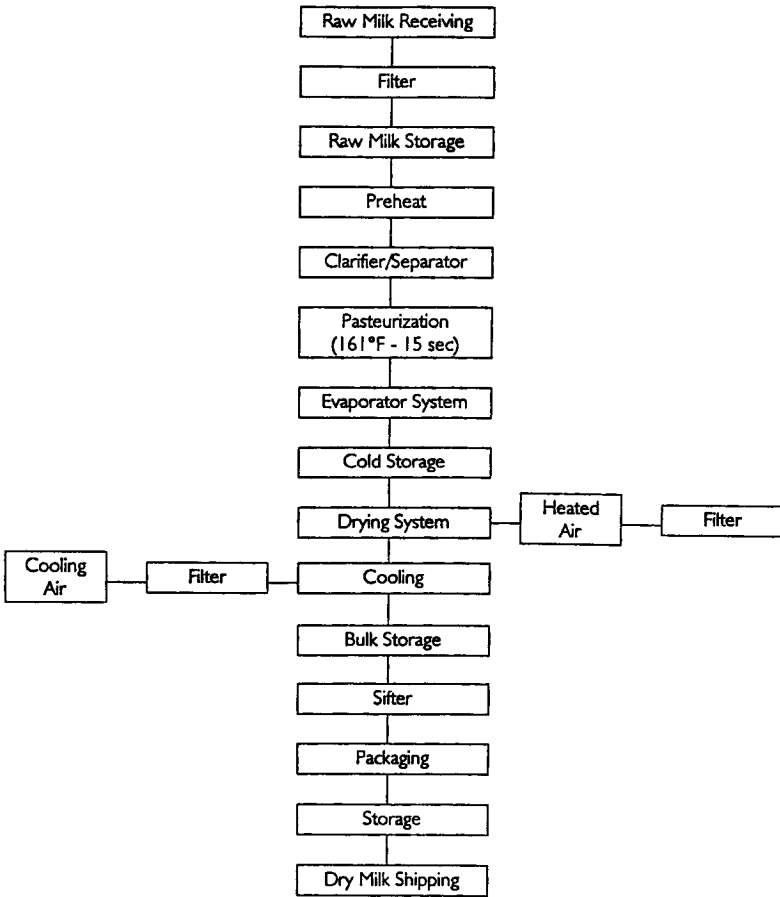 Raw Milk Receiving
Filter
Raw Milk Storage
Preheat
Clarifier/Separator
Pasteurization
(161°F - 15 sec)
Evaporator System
Cold Storage
Drying System
Heated
Air
Filter
Cooling
Air
Filter
Cooling
Bulk Storage
Sifter
Packaging
Storage
Dry Milk Shipping